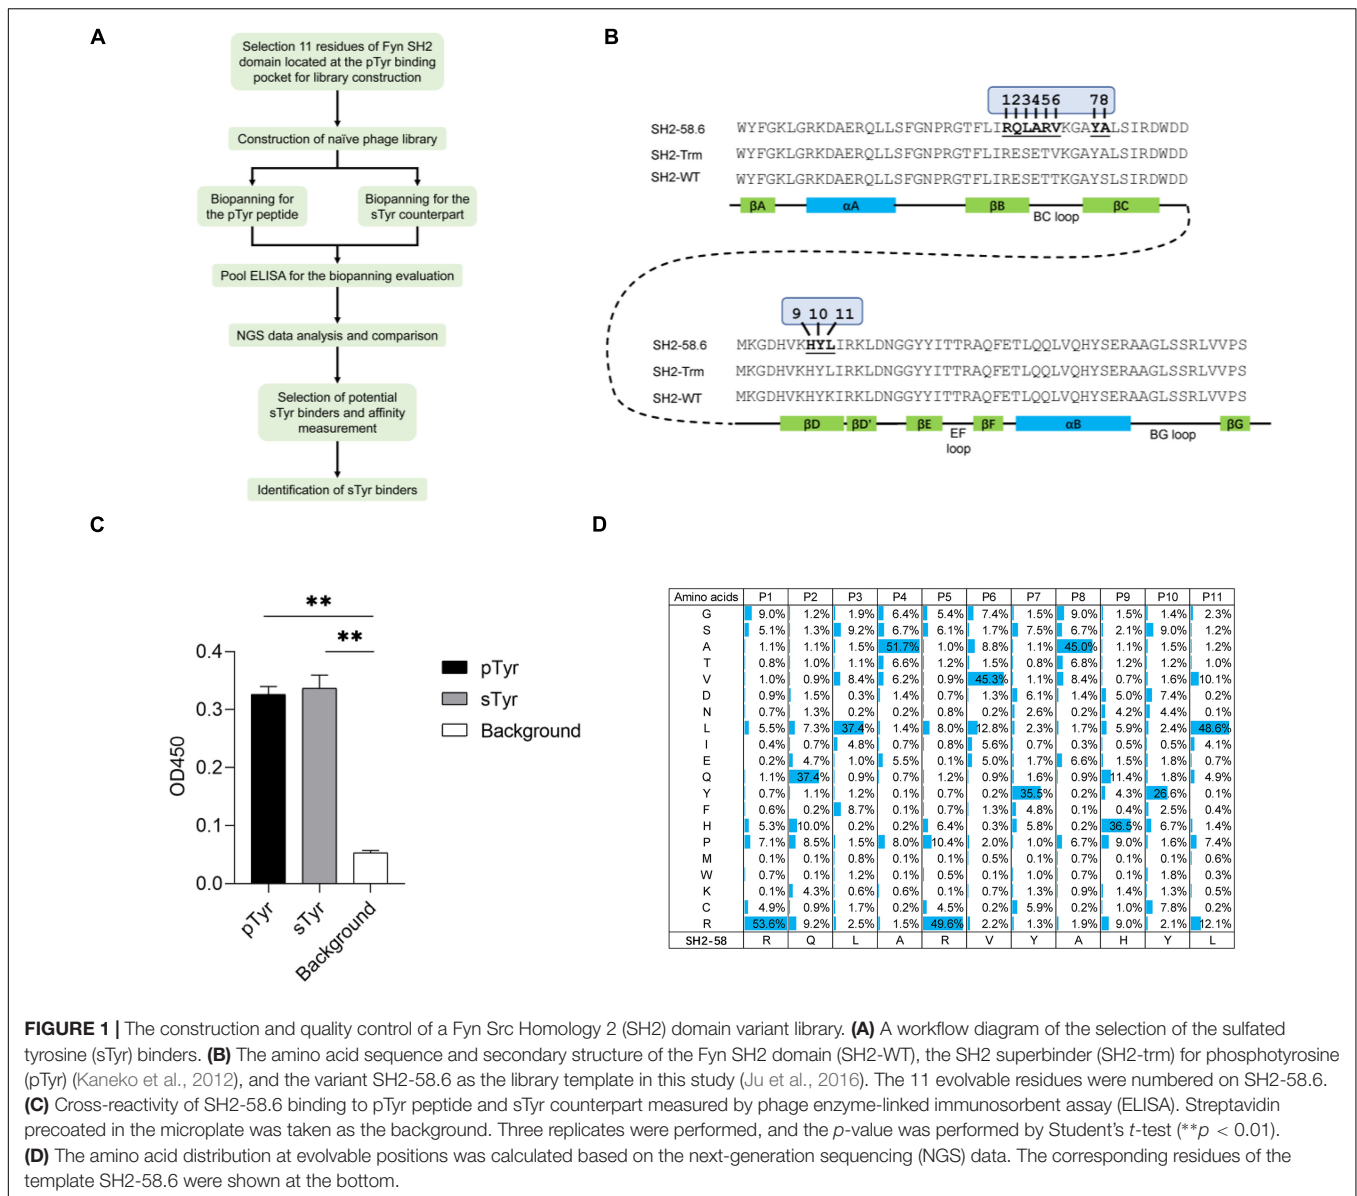 A
Selection 11 residues of Fyn SH2
domain located at the pTyr binding
pocket for library construction
Construction of naïve phage library
Biopanning for
the pTyr peptide
Biopanning for the
sTyr counterpart
Pool ELISA for the biopanning evaluation
NGS data analysis and comparison
Selection of potential
sTyr binders and affinity
measurement
Identification of sTyr binders
B
123456 78
SH2-58.6 WYFGKLGRKDAERQLLSFGNPRGTFLIRQLARVKGAYALSIRDWDD
SH2-Trm WYFGKLGRKDAERQLLSFGNPRGTFLIRESETVKGAYALSIRDWDD
SH2-WT WYFGKLGRKDAERQLLSFGNPRGTFLIRESETTKGAYSLSIRDWDD
βA αA βB βC
BC loop
9 10 11
SH2-58.6 MKGDHVKHYLIRKLDNGGYYITTRAQFETLQQLVQHYSERAAGLSSRLVVPS
SH2-Trm MKGDHVKHYLIRKLDNGGYYITTRAQFETLQQLVQHYSERAAGLSSRLVVPS
SH2-WT MKGDHVKHYKIRKLDNGGYYITTRAQFETLQQLVQHYSERAAGLSSRLVVPS
βD βD' βE βF αB βG
EF
loop
BG loop
C
**
**
OD450
0.4
0.3
0.2
0.1
0.0
pTyr
sTyr
Background
pTyr
sTyr
Background
D
Amino acids P1 P2 P3 P4 P5 P6 P7 P8 P9 P10 P11
G 9.0% 1.2% 1.9% 6.4% 5.4% 7.4% 1.5% 9.0% 1.5% 1.4% 2.3%
S 5.1% 1.3% 9.2% 6.7% 6.1% 1.7% 7.5% 6.7% 2.1% 9.0% 1.2%
A 1.1% 1.1% 1.5% 51.7% 1.0% 8.8% 1.1% 45.0% 1.1% 1.5% 1.2%
T 0.8% 1.0% 1.1% 6.6% 1.2% 1.5% 0.8% 6.8% 1.2% 1.2% 1.0%
V 1.0% 0.9% 8.4% 6.2% 0.9% 45.3% 1.1% 8.4% 0.7% 1.6% 10.1%
D 0.9% 1.5% 0.3% 1.4% 0.7% 1.3% 6.1% 1.4% 5.0% 7.4% 0.2%
N 0.7% 1.3% 0.2% 0.2% 0.8% 0.2% 2.6% 0.2% 4.2% 4.4% 0.1%
L 5.5% 7.3% 37.4% 1.4% 8.0% 12.8% 2.3% 1.7% 5.9% 2.4% 48.6%
I 0.4% 0.7% 4.8% 0.7% 0.8% 5.6% 0.7% 0.3% 0.5% 0.5% 4.1%
E 0.2% 4.7% 1.0% 5.5% 0.1% 5.0% 1.7% 6.6% 1.5% 1.8% 0.7%
Q 1.1% 37.4% 0.9% 0.7% 1.2% 0.9% 1.6% 0.9% 11.4% 1.8% 4.9%
Y 0.7% 1.1% 1.2% 0.1% 0.7% 0.2% 35.5% 0.2% 4.3% 26.6% 0.1%
F 0.6% 0.2% 8.7% 0.1% 0.7% 1.3% 4.8% 0.1% 0.4% 2.5% 0.4%
H 5.3% 10.0% 0.2% 0.2% 6.4% 0.3% 5.8% 0.2% 36.5% 6.7% 1.4%
P 7.1% 8.5% 1.5% 8.0% 10.4% 2.0% 1.0% 6.7% 9.0% 1.6% 7.4%
M 0.1% 0.1% 0.8% 0.1% 0.1% 0.5% 0.1% 0.7% 0.1% 0.1% 0.6%
W 0.7% 0.1% 1.2% 0.1% 0.5% 0.1% 1.0% 0.7% 0.1% 1.8% 0.3%
K 0.1% 4.3% 0.6% 0.6% 0.1% 0.7% 1.3% 0.9% 1.4% 1.3% 0.5%
C 4.9% 0.9% 1.7% 0.2% 4.5% 0.2% 5.9% 0.2% 1.0% 7.8% 0.2%
R 53.6% 9.2% 2.5% 1.5% 49.6% 2.2% 1.3% 1.9% 9.0% 2.1% 12.1%
SH2-58 R Q L A R V Y A H Y L
FIGURE 1 | The construction and quality control of a Fyn Src Homology 2 (SH2) domain variant library. (A) A workflow diagram of the selection of the sulfated
tyrosine (sTyr) binders. (B) The amino acid sequence and secondary structure of the Fyn SH2 domain (SH2-WT), the SH2 superbinder (SH2-trm) for phosphotyrosine
(pTyr) (Kaneko et al., 2012), and the variant SH2-58.6 as the library template in this study (Ju et al., 2016). The 11 evolvable residues were numbered on SH2-58.6.
(C) Cross-reactivity of SH2-58.6 binding to pTyr peptide and sTyr counterpart measured by phage enzyme-linked immunosorbent assay (ELISA). Streptavidin
precoated in the microplate was taken as the background. Three replicates were performed, and the p-value was performed by Student's t-test (**p < 0.01).
(D) The amino acid distribution at evolvable positions was calculated based on the next-generation sequencing (NGS) data. The corresponding residues of the
template SH2-58.6 were shown at the bottom.